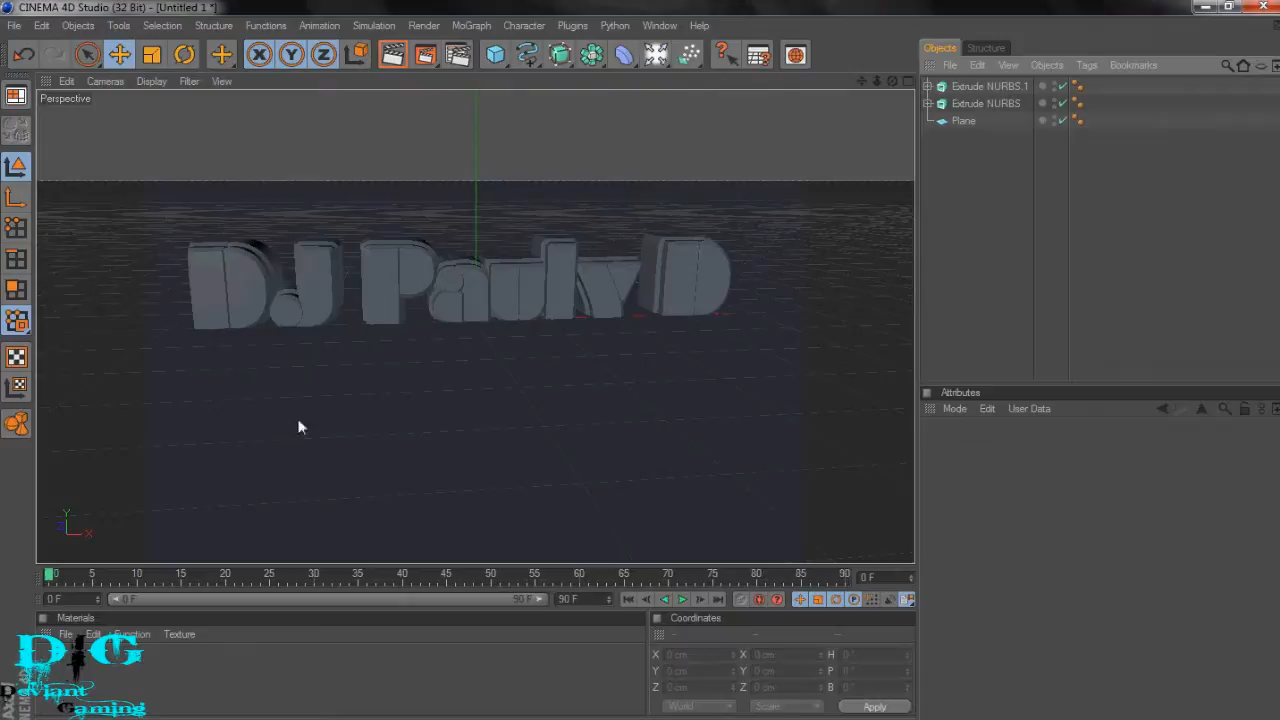 CINEMA 4D Studio (32 Bit) - [Untitled 1 *]
File Edit Objects Tools Selection Structure Functions Animation Simulation Render MoGraph Character Plugins Python Window Help
X Y Z
Objects Structure
File Edit View Objects Tags Bookmarks
Edit Cameras Display Filter View
Perspective
Extrude NURBS.1
Extrude NURBS
Plane
DJ Pauly D
Attributes
Mode Edit User Data
Y
Z
X
0 5 10 15 20 25 30 35 40 45 50 55 60 65 70 75 80 85 90 0 F
0 F 0 F 90 F 90 F
Materials Coordinates
File Edit Function Texture
X 0 cm X 0 cm H 0 °
Y 0 cm Y 0 cm P 0 °
Z 0 cm Z 0 cm B 0 °
World Scale Apply
D G
Deviant
Gaming